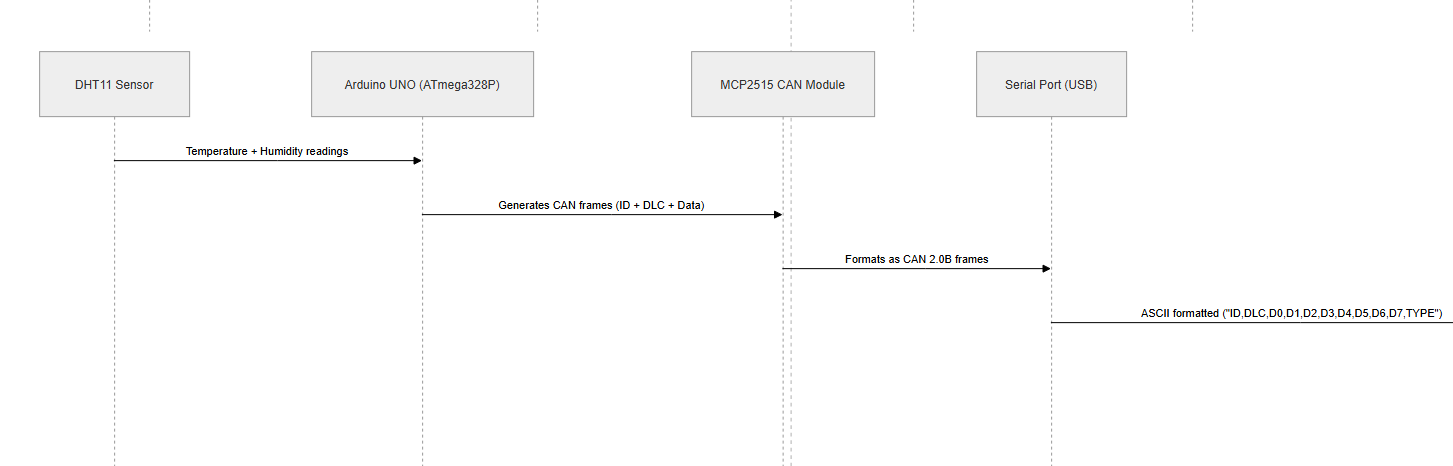 DHT11 Sensor
Arduino UNO (ATmega328P)
MCP2515 CAN Module
Serial Port (USB)
Temperature + Humidity readings
Generates CAN frames (ID + DLC + Data)
Formats as CAN 2.0B frames
ASCII formatted ("ID,DLC,D0,D1,D2,D3,D4,D5,D6,D7,TYPE")